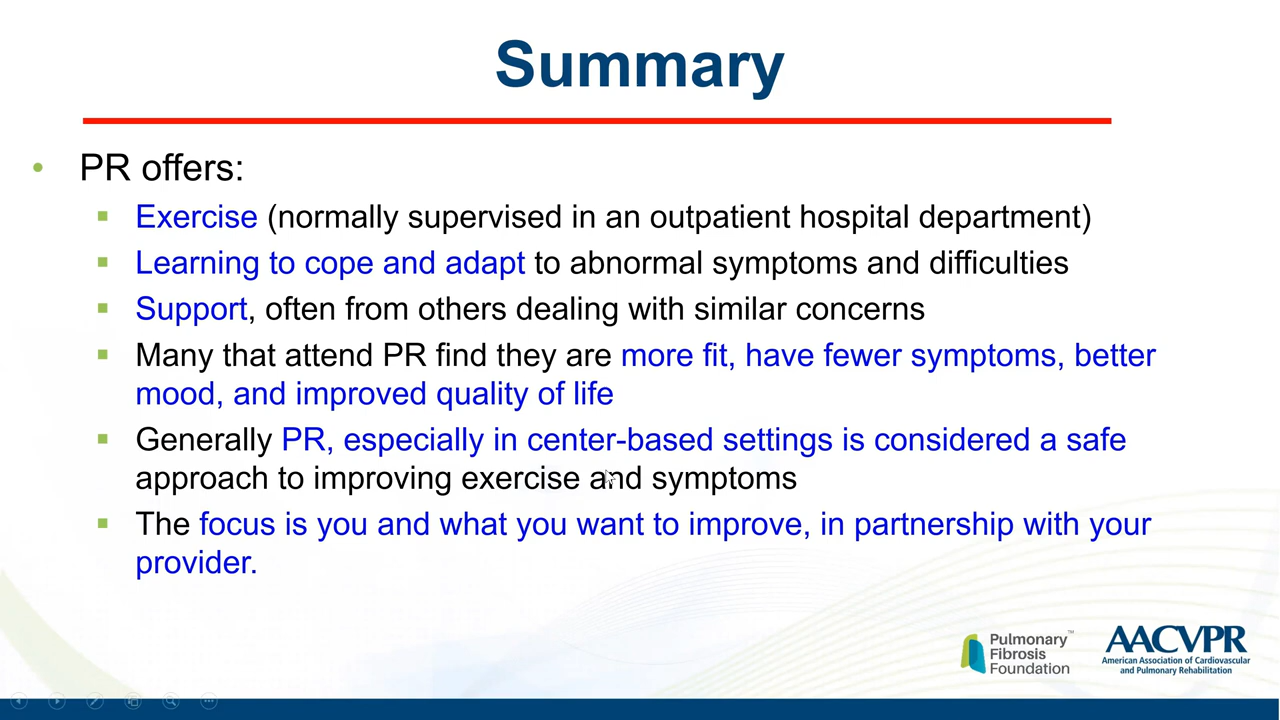 Summary
• PR offers:
▪ Exercise (normally supervised in an outpatient hospital department)
▪ Learning to cope and adapt to abnormal symptoms and difficulties
▪ Support, often from others dealing with similar concerns
▪ Many that attend PR find they are more fit, have fewer symptoms, better
mood, and improved quality of life
▪ Generally PR, especially in center-based settings is considered a safe
approach to improving exercise and symptoms
▪ The focus is you and what you want to improve, in partnership with your
provider.
Pulmonary™
Fibrosis
Foundation
AACVPR
American Association of Cardiovascular
and Pulmonary Rehabilitation